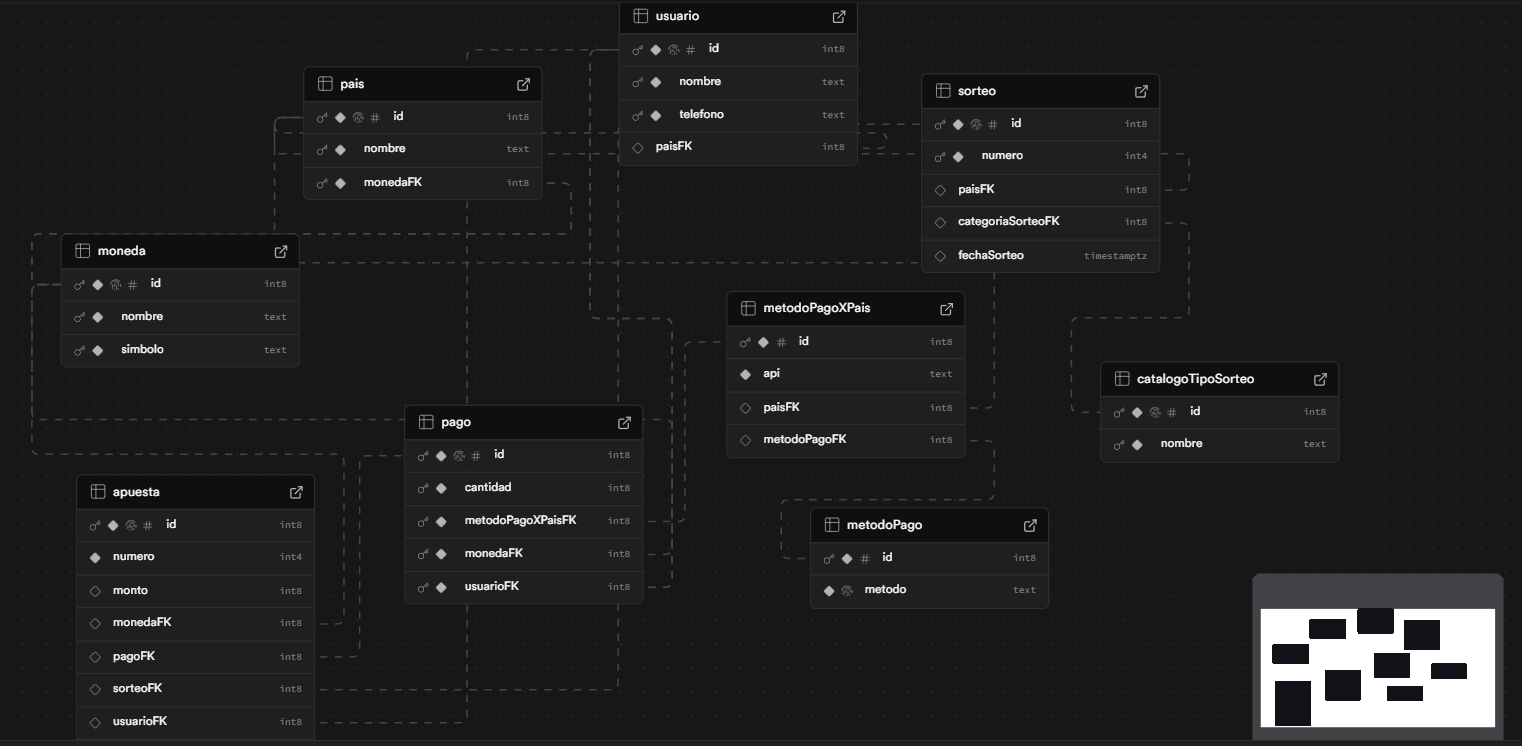 usuario
id int8
nombre text
telefono text
paisFK int8
pais
id int8
nombre text
monedaFK int8
sorteo
id int8
numero int4
paisFK int8
categoriaSorteoFK int8
fechaSorteo timestamptz
moneda
id int8
nombre text
simbolo text
metodoPagoXPais
id int8
api text
paisFK int8
metodoPagoFK int8
catalogoTipoSorteo
id int8
nombre text
pago
id int8
cantidad int8
metodoPagoXPaisFK int8
monedaFK int8
usuarioFK int8
apuesta
id int8
numero int4
monto int8
monedaFK int8
pagoFK int8
sorteoFK int8
usuarioFK int8
metodoPago
id int8
metodo text